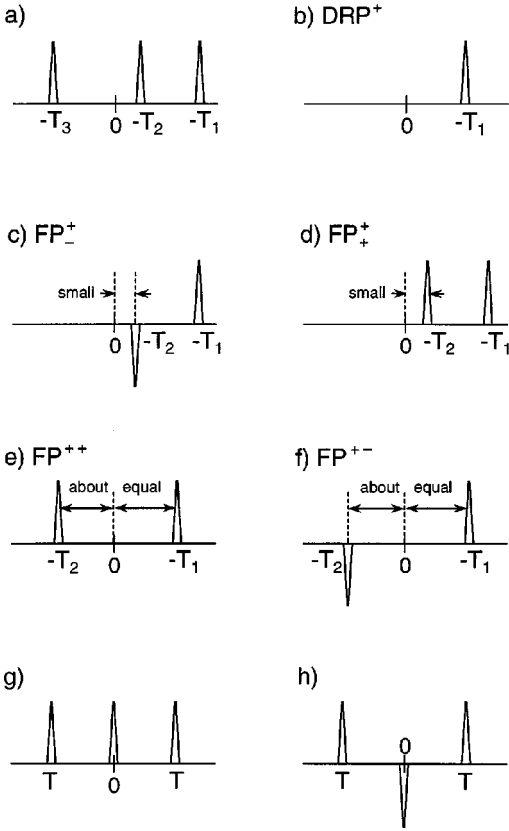 a)
b) DRP⁺
-T₃ 0 -T₂ -T₁
0 -T₁
c) FP₋⁺
d) FP₊⁺
small
small
0 -T₂ -T₁
0 -T₂ -T₁
e) FP⁺⁺
f) FP⁺⁻
about equal
about equal
-T₂ 0 -T₁
-T₂ 0 -T₁
g)
h)
T 0 T
T 0 T